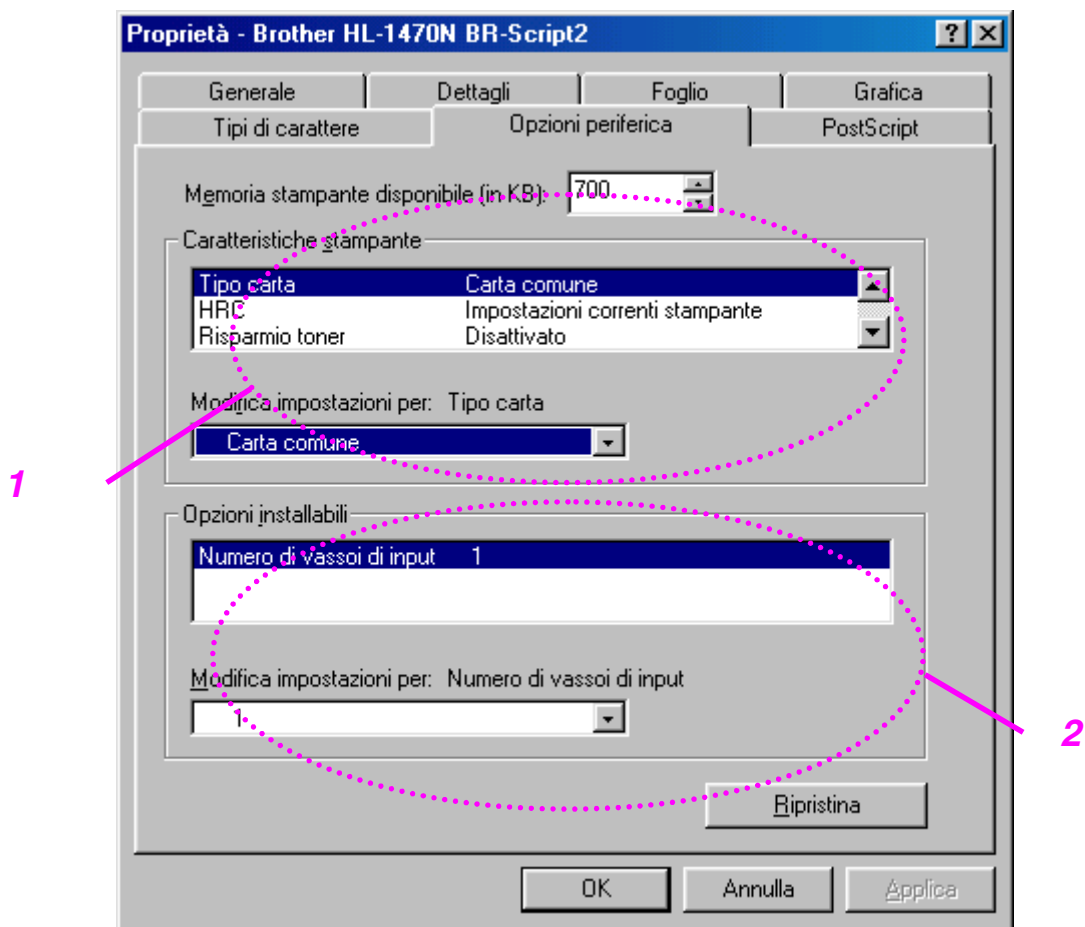 Proprietà - Brother HL-1470N BR-Script2
Generale Dettagli Foglio Grafica
Tipi di carattere Opzioni periferica PostScript
Memoria stampante disponibile (in KB): 700
Caratteristiche stampante
Tipo carta Carta comune
HRC Impostazioni correnti stampante
Risparmio toner Disattivato
Modifica impostazioni per: Tipo carta
Carta comune
1
Opzioni installabili
Numero di vassoi di input 1
Modifica impostazioni per: Numero di vassoi di input
1
2
Ripristina
OK Annulla Applica